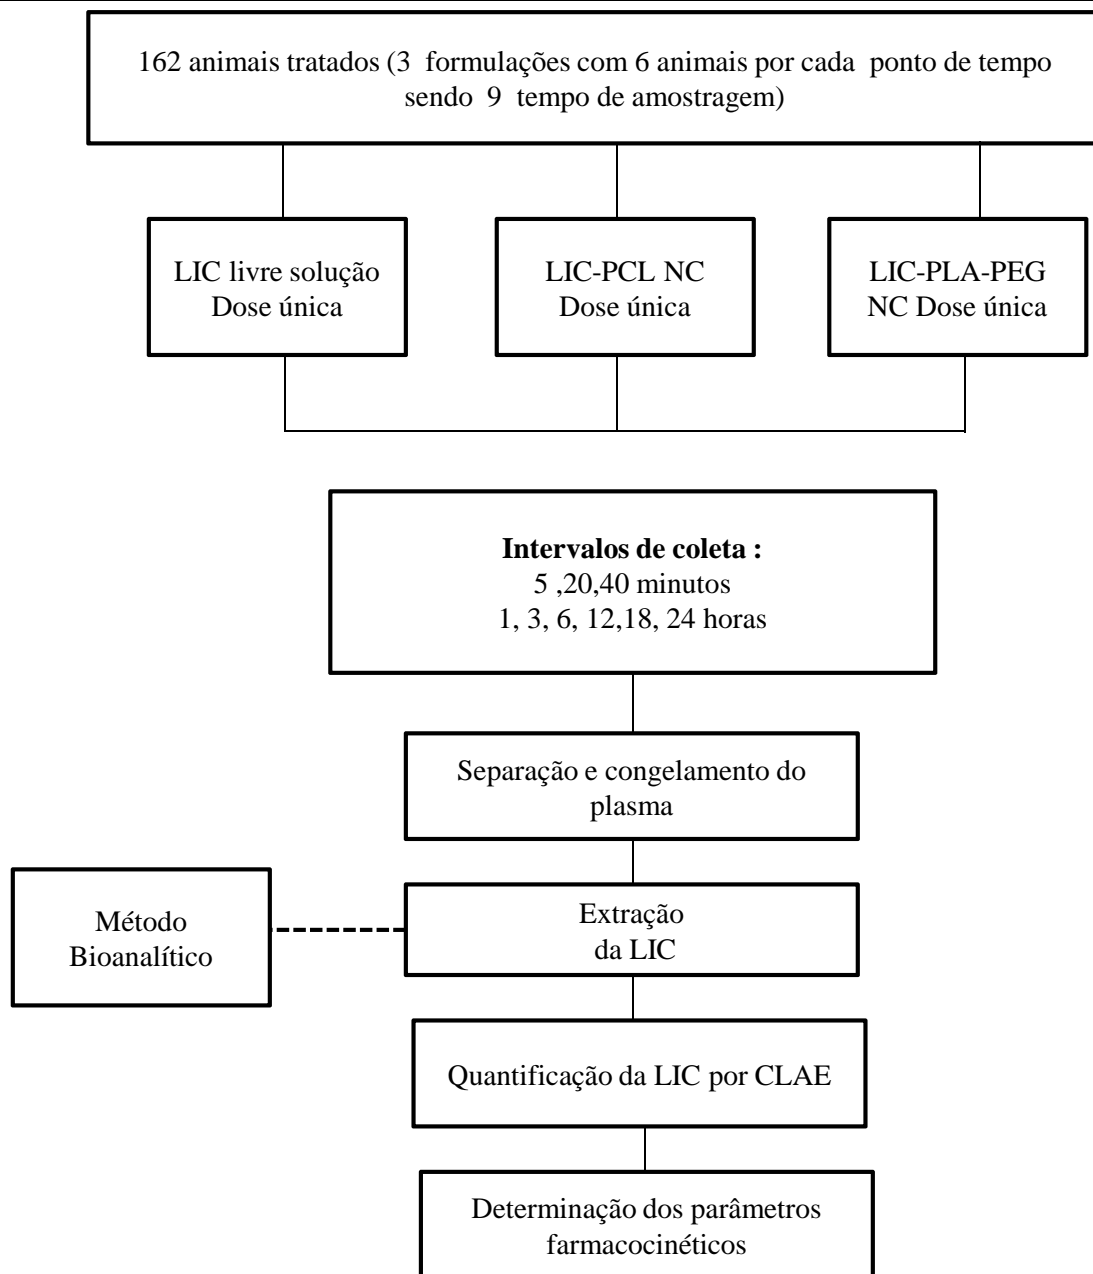 162 animais tratados (3 formulações com 6 animais por cada ponto de tempo
sendo 9 tempo de amostragem)
LIC livre solução
Dose única
LIC-PCL NC
Dose única
LIC-PLA-PEG
NC Dose única
Intervalos de coleta :
5 ,20,40 minutos
1, 3, 6, 12,18, 24 horas
Separação e congelamento do
plasma
Método
Bioanalítico
Extração
da LIC
Quantificação da LIC por CLAE
Determinação dos parâmetros
farmacocinéticos